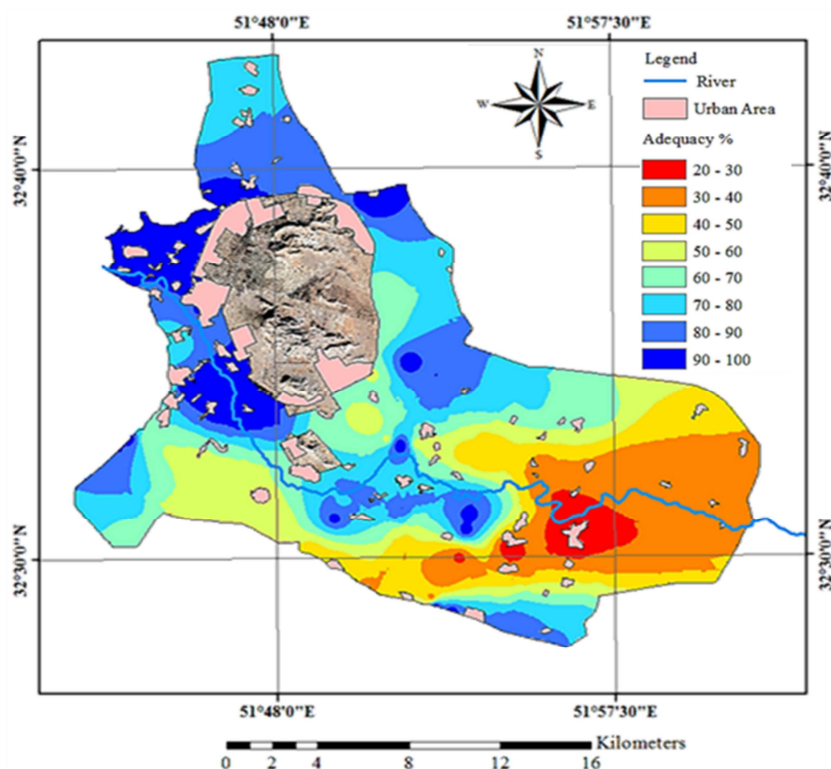 51°48'0"E 51°57'30"E
N
W E
S
Legend
River
Urban Area
Adequacy %
20 - 30
30 - 40
40 - 50
50 - 60
60 - 70
70 - 80
80 - 90
90 - 100
32°40'0"N 32°40'0"N
32°30'0"N 32°30'0"N
51°48'0"E 51°57'30"E
Kilometers
0 2 4 8 12 16